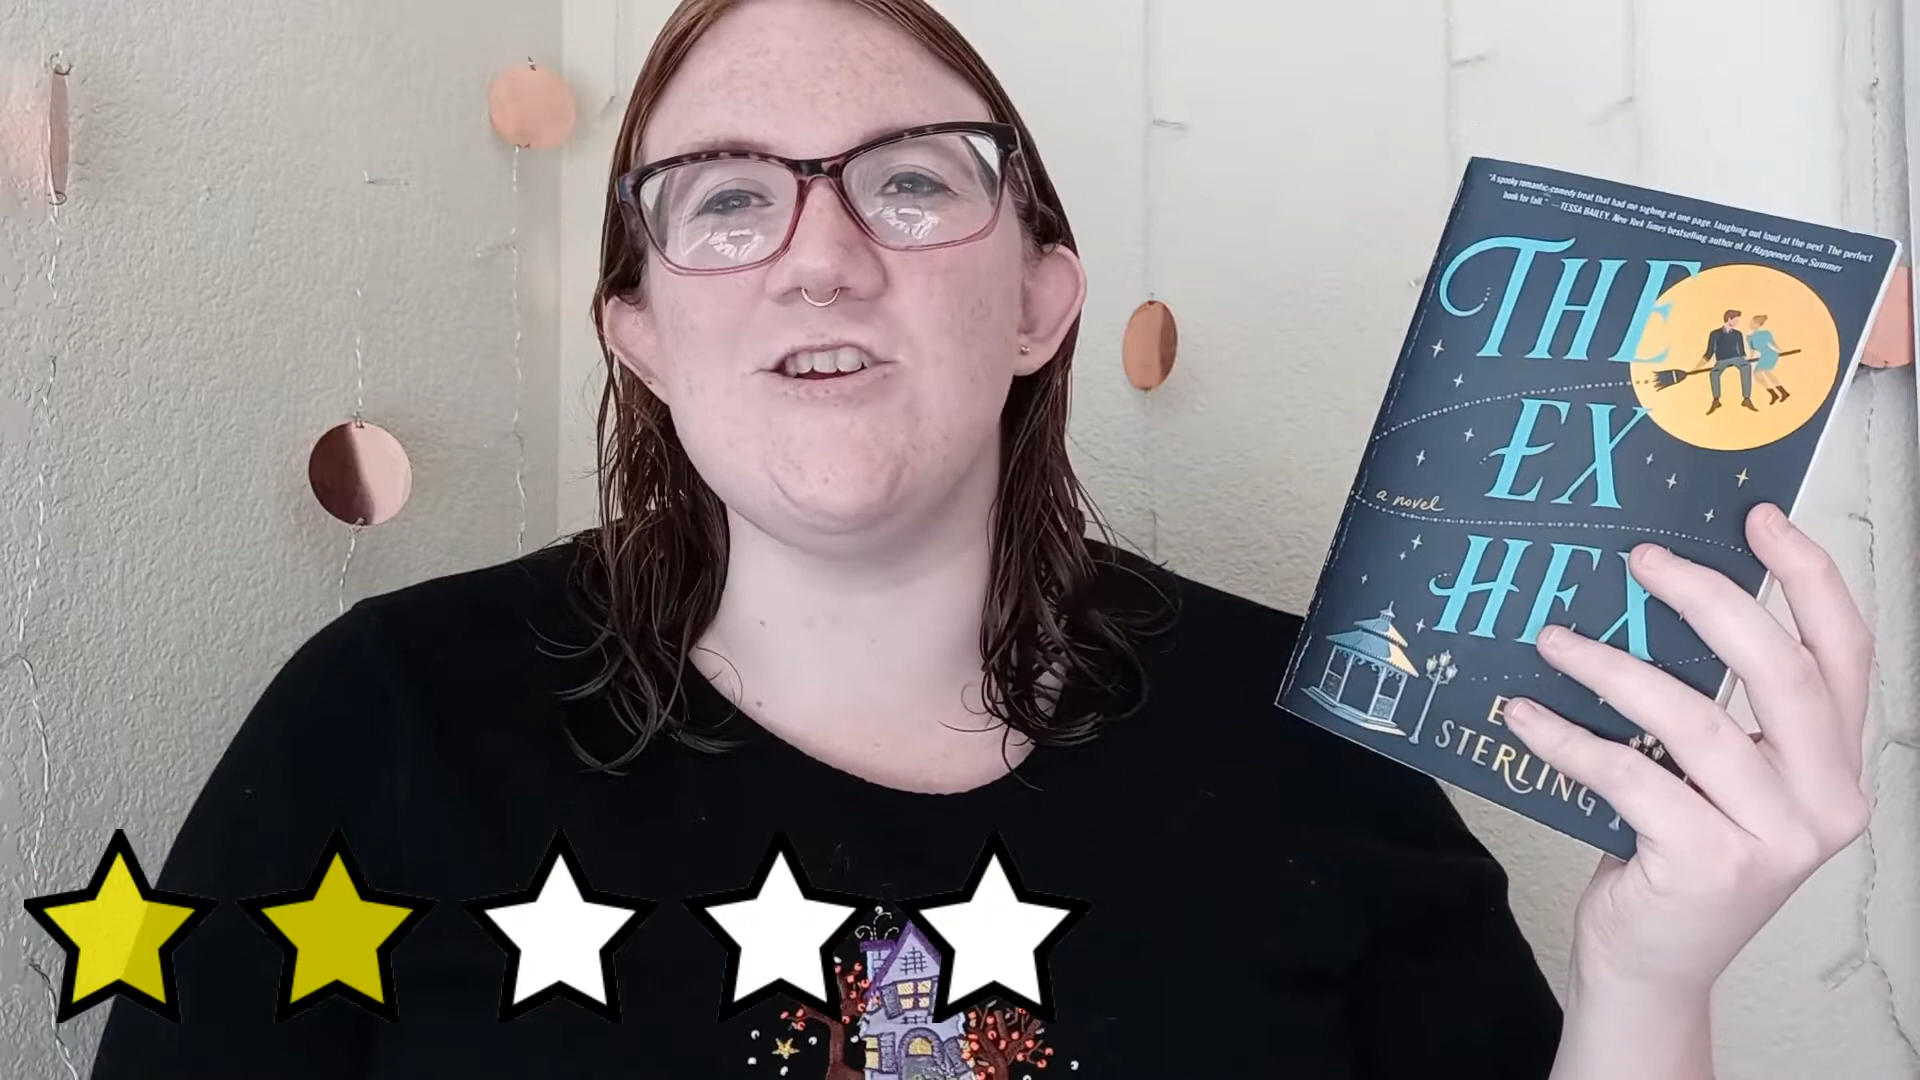 "A spooky romantic-comedy treat that had me sighing at one page, laughing out loud at the next. The perfect
book for fall." —TESSA BAILEY, New York Times bestselling author of It Happened One Summer
THE
EX
a novel
HEX
STERLING